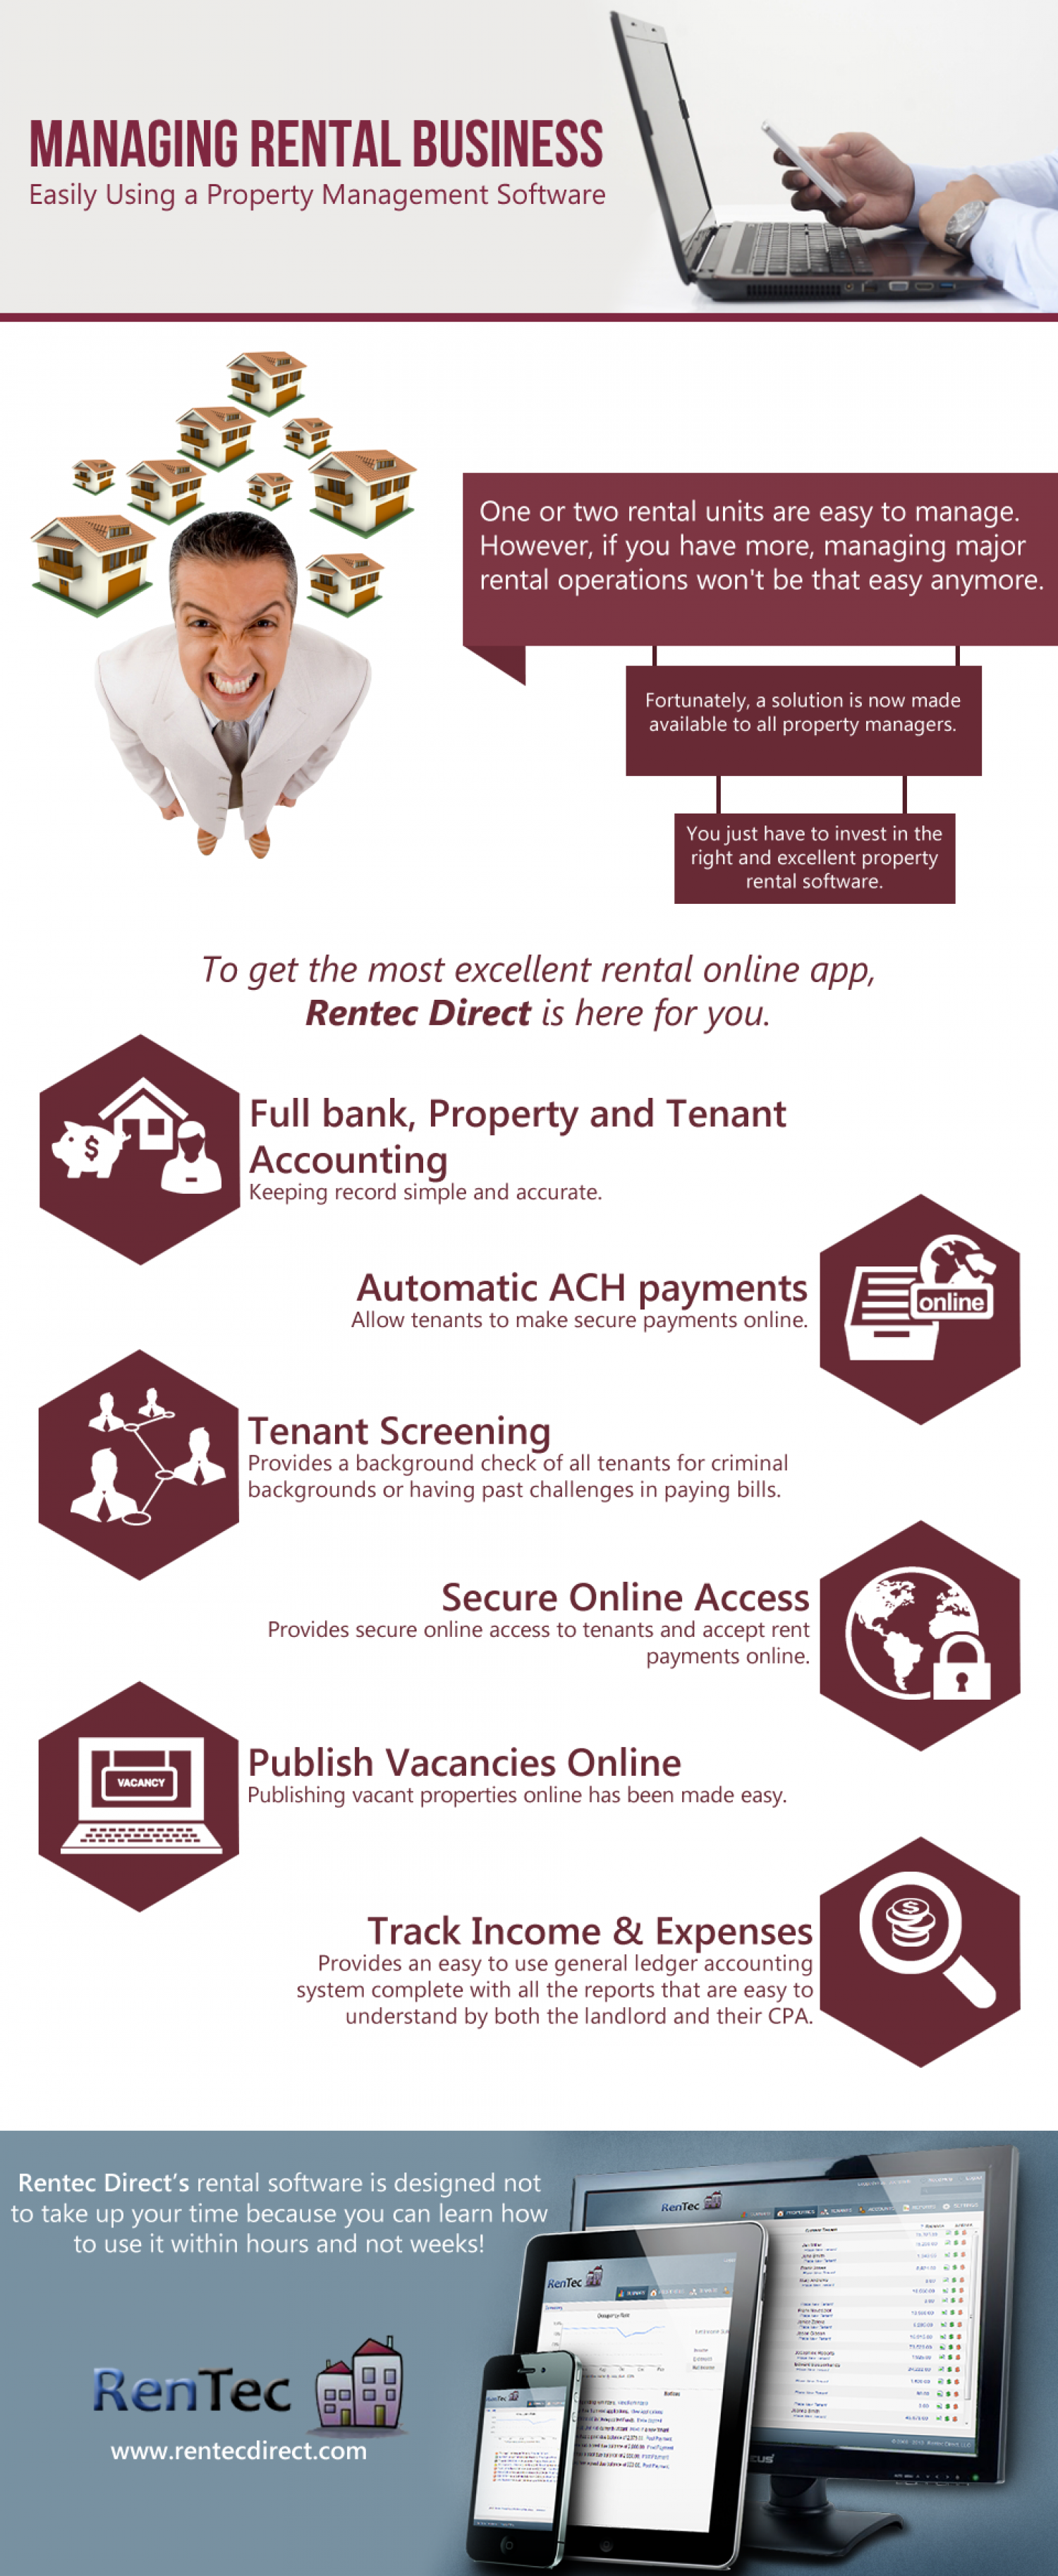 MANAGING RENTAL BUSINESS
Easily Using a Property Management Software
One or two rental units are easy to manage.
However, if you have more, managing major
rental operations won't be that easy anymore.
Fortunately, a solution is now made
available to all property managers.
You just have to invest in the
right and excellent property
rental software.
To get the most excellent rental online app,
Rentec Direct is here for you.
Full bank, Property and Tenant
Accounting
Keeping record simple and accurate.
Automatic ACH payments
Allow tenants to make secure payments online.
online
Tenant Screening
Provides a background check of all tenants for criminal
backgrounds or having past challenges in paying bills.
Secure Online Access
Provides secure online access to tenants and accept rent
payments online.
VACANCY
Publish Vacancies Online
Publishing vacant properties online has been made easy.
Track Income & Expenses
Provides an easy to use general ledger accounting
system complete with all the reports that are easy to
understand by both the landlord and their CPA.
Rentec Direct's rental software is designed not
to take up your time because you can learn how
to use it within hours and not weeks!
RenTec
www.rentecdirect.com
RenTec
RenTec